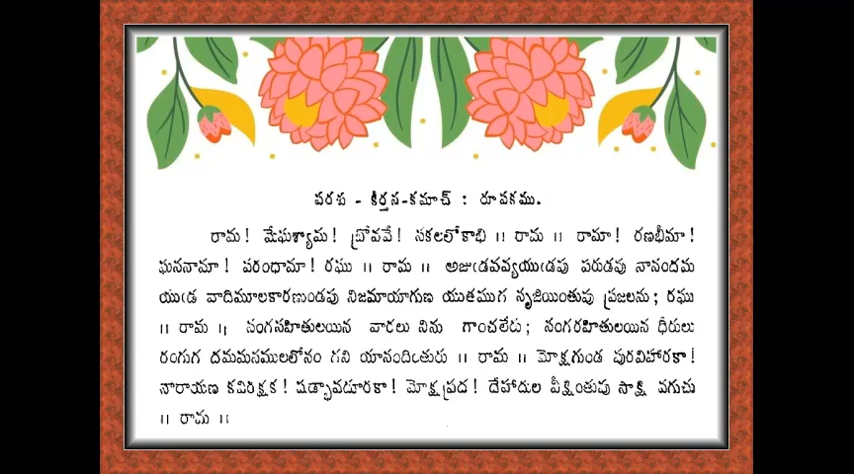 వరశు - కీర్తన-కమాచ్ : రూపకము.
రామ! మేఘశ్యామ! బ్రోవవే! సకలలోకాభి ॥ రామ ॥ రామా! రణభీమా!
ఘననామా! పరంధామా! రఘు ॥ రామ ॥ అజుఁడవవ్యయుఁడవు పరుడవు నానందమ
యుఁడ వాదిమూలకారణుండవు నిజమాయాగుణ యుతముగ సృజియింతువు ప్రజలను; రఘు
॥ రామ ॥ సంగసహితులయిన వారలు నిను గాంచలేరు; సంగరహితులయిన ధీరులు
రంగుగ దమమనములలోనం గని యానందింతురు ॥ రామ ॥ మోక్షగుండ పురవిహారకా!
నారాయణ కవిరక్షక! షడ్భావదూరకా! మోక్షప్రద! దేహాదుల వీక్షింతువు సాక్షి వగుచు
॥ రామ ॥